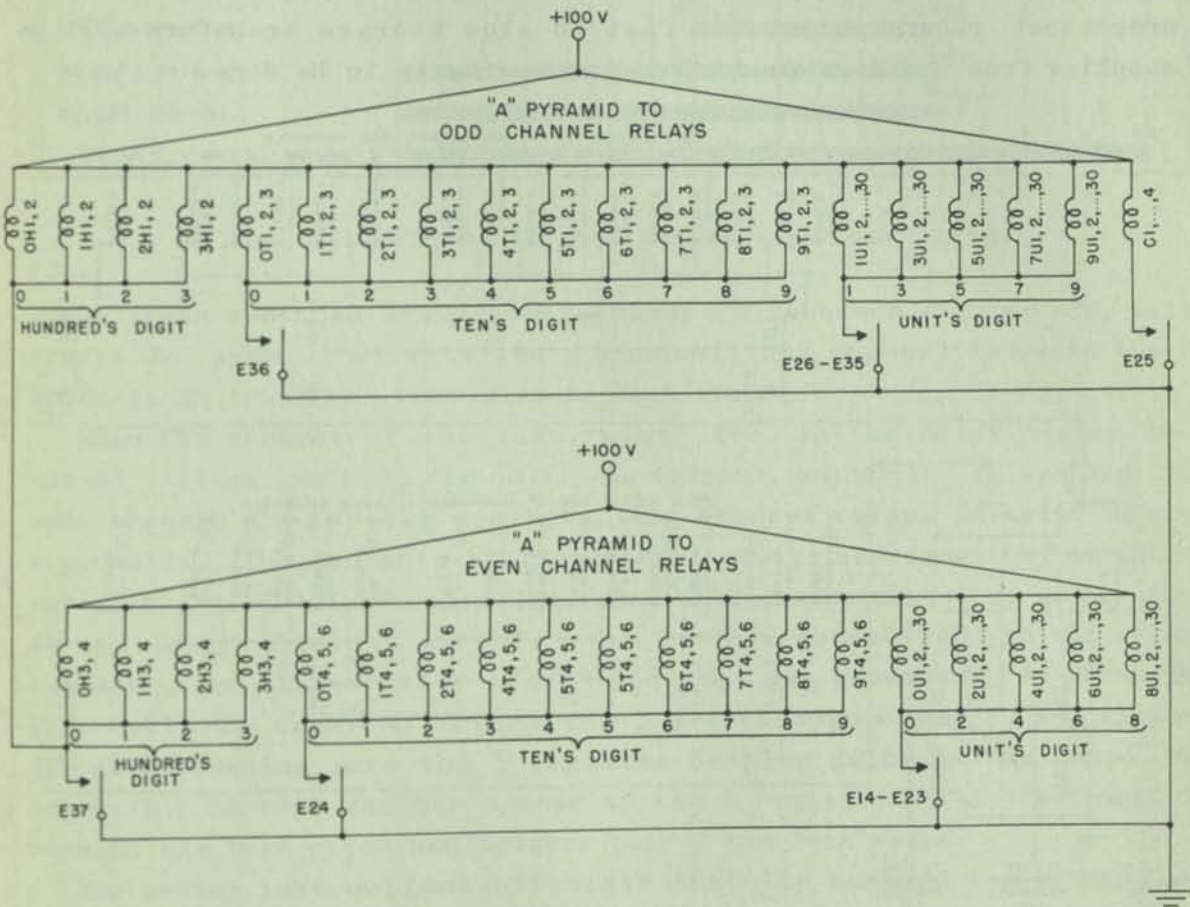 +100 V
"A" PYRAMID TO
ODD CHANNEL RELAYS
0H1, 2
1H1, 2
2H1, 2
3H1, 2
0T1, 2, 3
1T1, 2, 3
2T1, 2, 3
3T1, 2, 3
4T1, 2, 3
5T1, 2, 3
6T1, 2, 3
7T1, 2, 3
8T1, 2, 3
9T1, 2, 3
1U1, 2,...,30
3U1, 2,...,30
5U1, 2,...,30
7U1, 2,...,30
9U1, 2,...,30
C1,...,4
0 1 2 3 0 1 2 3 4 5 6 7 8 9 1 3 5 7 9
HUNDRED'S DIGIT TEN'S DIGIT UNIT'S DIGIT
E36 E26-E35 E25
+100 V
"A" PYRAMID TO
EVEN CHANNEL RELAYS
0H3, 4
1H3, 4
2H3, 4
3H3, 4
0T4, 5, 6
1T4, 5, 6
2T4, 5, 6
4T4, 5, 6
5T4, 5, 6
5T4, 5, 6
6T4, 5, 6
7T4, 5, 6
8T4, 5, 6
9T4, 5, 6
0U1, 2,...,30
2U1, 2,...,30
4U1, 2,...,30
6U1, 2,...,30
8U1, 2,...,30
0 1 2 3 0 1 2 3 4 5 6 7 8 9 0 2 4 6 8
HUNDRED'S
DIGIT
TEN'S DIGIT UNIT'S DIGIT
E37 E24 E14-E23